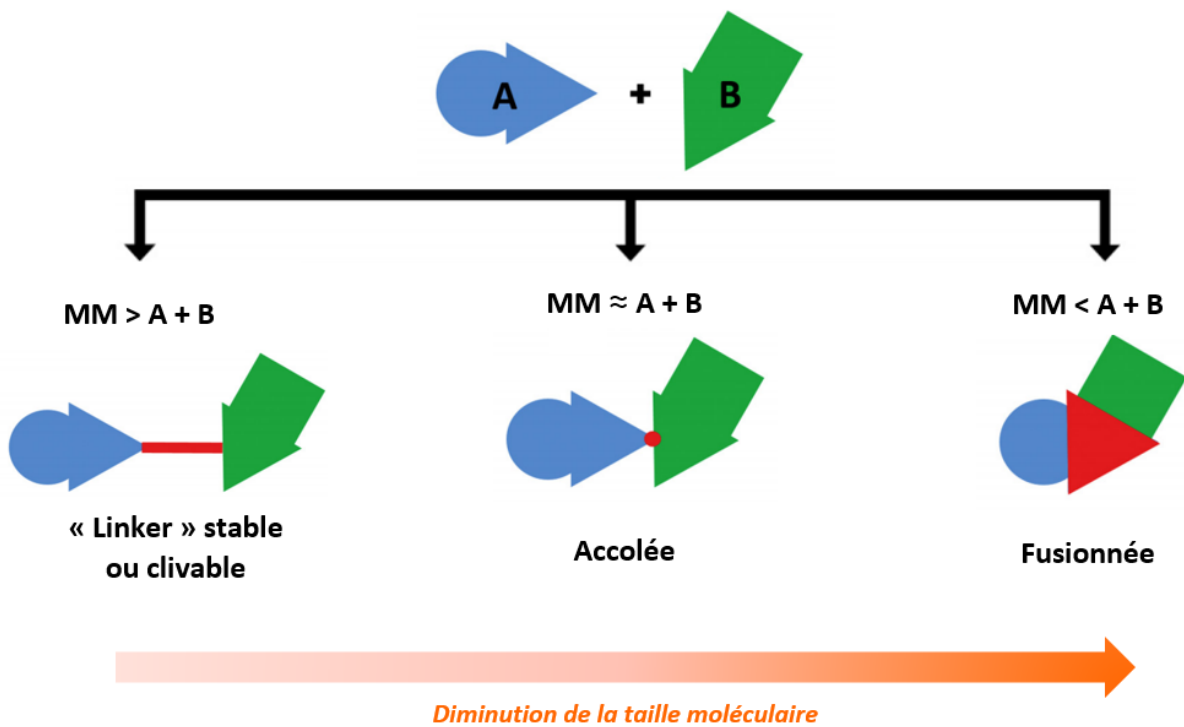 A + B
MM > A + B
MM ≈ A + B
MM < A + B
« Linker » stable
ou clivable
Accolée
Fusionnée
Diminution de la taille moléculaire